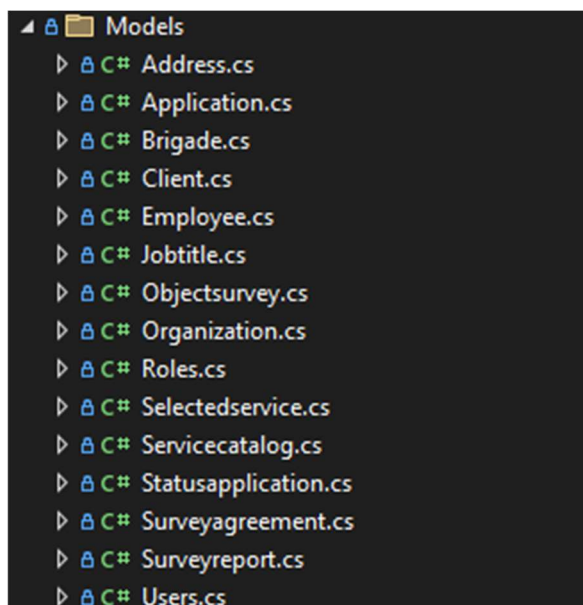 Models
C# Address.cs
C# Application.cs
C# Brigade.cs
C# Client.cs
C# Employee.cs
C# Jobtitle.cs
C# Objectsurvey.cs
C# Organization.cs
C# Roles.cs
C# Selectedservice.cs
C# Servicecatalog.cs
C# Statusapplication.cs
C# Surveyagreement.cs
C# Surveyreport.cs
C# Users.cs